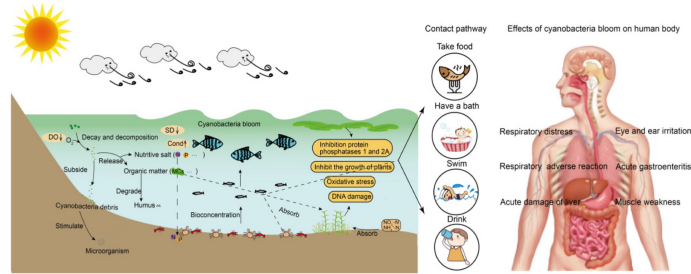 Contact pathway
Effects of cyanobacteria bloom on human body
Take food
Have a bath
Swim
Drink
Cyanobacteria bloom
DO↓
O₂
Decay and decomposition
SD↓
Cond↑
Release
Nutritive salt (N P ... )
Subside
Organic matter (MCs ... )
Degrade
Cyanobacteria debris
Humus
Stimulate
Microorganism
Bioconcentration
Absorb
N P
Inhibition protein
phosphatases 1 and 2A
Inhibit the growth of plants
Oxidative stress
DNA damage
Absorb
NO₃⁻-N
NH₄⁺-N
Respiratory distress
Eye and ear irritation
Respiratory adverse reaction
Acute gastroenteritis
Acute damage of liver
Muscle weakness